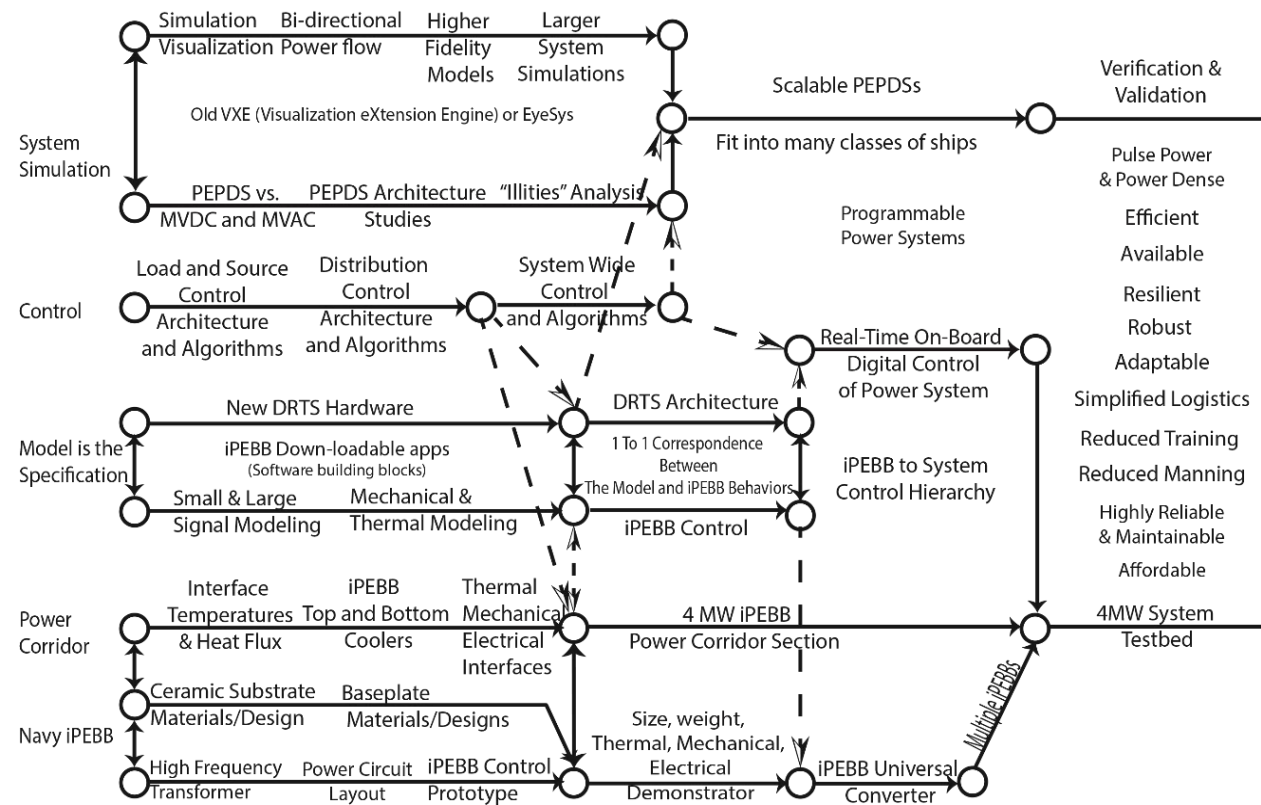 Simulation
Visualization
Bi-directional
Power flow
Higher
Fidelity
Models
Larger
System
Simulations
Old VXE (Visualization eXtension Engine) or EyeSys
System
Simulation
PEPDS vs.
MVDC and MVAC
PEPDS Architecture
Studies
“Illities” Analysis
Scalable PEPDSs
Fit into many classes of ships
Programmable
Power Systems
Verification &
Validation
Pulse Power
& Power Dense
Efficient
Available
Resilient
Robust
Adaptable
Simplified Logistics
Reduced Training
Reduced Manning
Highly Reliable
& Maintainable
Affordable
Control
Load and Source
Control
Architecture
and Algorithms
Distribution
Control
Architecture
and Algorithms
System Wide
Control
and Algorithms
Real-Time On-Board
Digital Control
of Power System
Model is the
Specification
New DRTS Hardware
iPEBB Down-loadable apps
(Software building blocks)
Small & Large
Signal Modeling
Mechanical &
Thermal Modeling
DRTS Architecture
1 To 1 Correspondence
Between
The Model and iPEBB Behaviors
iPEBB Control
iPEBB to System
Control Hierarchy
Power
Corridor
Interface
Temperatures
& Heat Flux
iPEBB
Top and Bottom
Coolers
Thermal
Mechanical
Electrical
Interfaces
4 MW iPEBB
Power Corridor Section
4MW System
Testbed
Navy iPEBB
Ceramic Substrate
Materials/Design
Baseplate
Materials/Designs
High Frequency
Transformer
Power Circuit
Layout
iPEBB Control
Prototype
Size, weight,
Thermal, Mechanical,
Electrical
Demonstrator
iPEBB Universal
Converter
Multiple iPEBBs